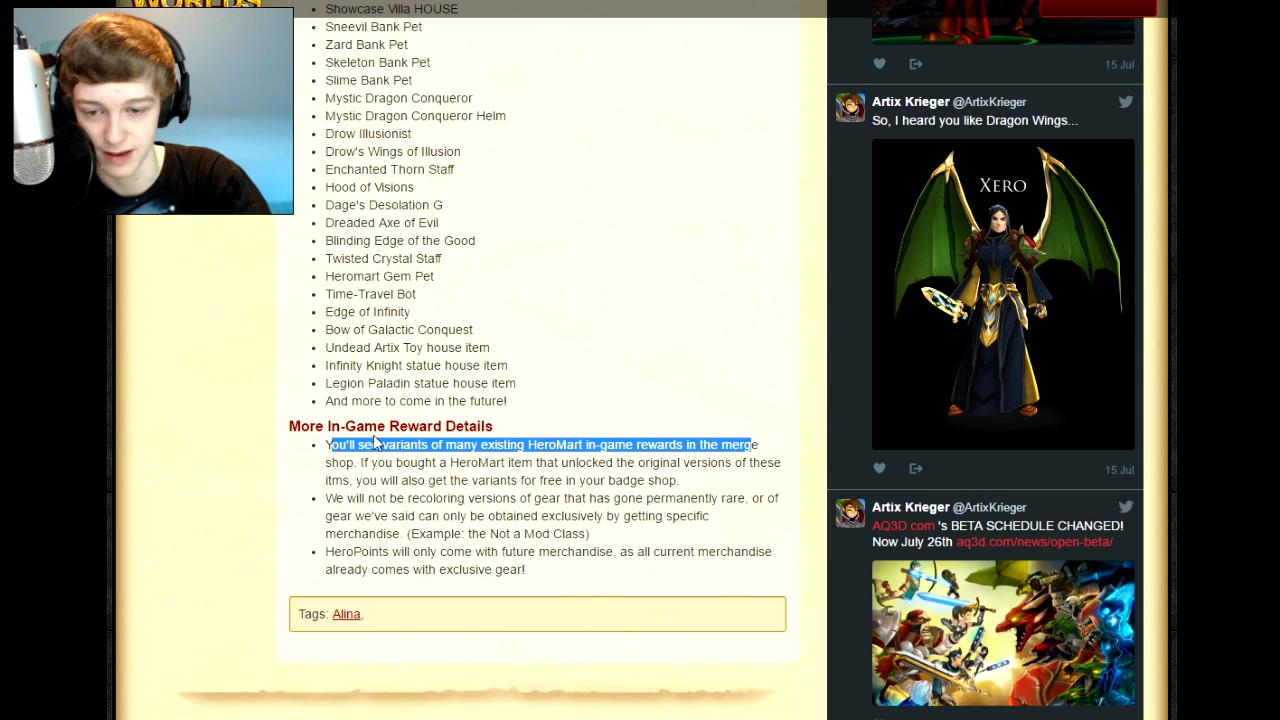 WORLDS
Showcase Villa HOUSE
Sneevil Bank Pet
Zard Bank Pet
Skeleton Bank Pet
Slime Bank Pet
Mystic Dragon Conqueror
Mystic Dragon Conqueror Helm
Drow Illusionist
Drow's Wings of Illusion
Enchanted Thorn Staff
Hood of Visions
Dage's Desolation G
Dreaded Axe of Evil
Blinding Edge of the Good
Twisted Crystal Staff
Heromart Gem Pet
Time-Travel Bot
Edge of Infinity
Bow of Galactic Conquest
Undead Artix Toy house item
Infinity Knight statue house item
Legion Paladin statue house item
And more to come in the future!
More In-Game Reward Details
You'll see variants of many existing HeroMart in-game rewards in the merge
shop. If you bought a HeroMart item that unlocked the original versions of these
itms, you will also get the variants for free in your badge shop.
We will not be recoloring versions of gear that has gone permanently rare, or of
gear we've said can only be obtained exclusively by getting specific
merchandise. (Example: the Not a Mod Class)
HeroPoints will only come with future merchandise, as all current merchandise
already comes with exclusive gear!
Tags: Alina,
15 Jul
Artix Krieger @ArtixKrieger
So, I heard you like Dragon Wings...
XERO
15 Jul
Artix Krieger @ArtixKrieger
AQ3D.com 's BETA SCHEDULE CHANGED!
Now July 26th aq3d.com/news/open-beta/